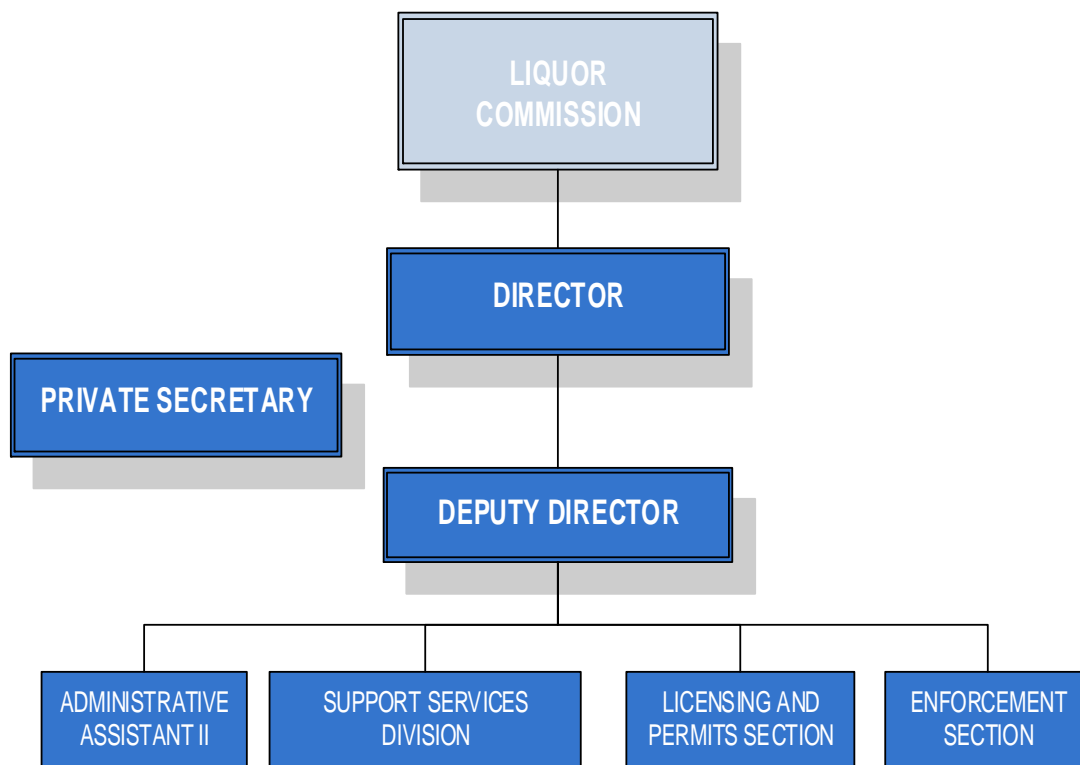 LIQUOR
COMMISSION
DIRECTOR
PRIVATE SECRETARY
DEPUTY DIRECTOR
ADMINISTRATIVE
ASSISTANT II
SUPPORT SERVICES
DIVISION
LICENSING AND
PERMITS SECTION
ENFORCEMENT
SECTION